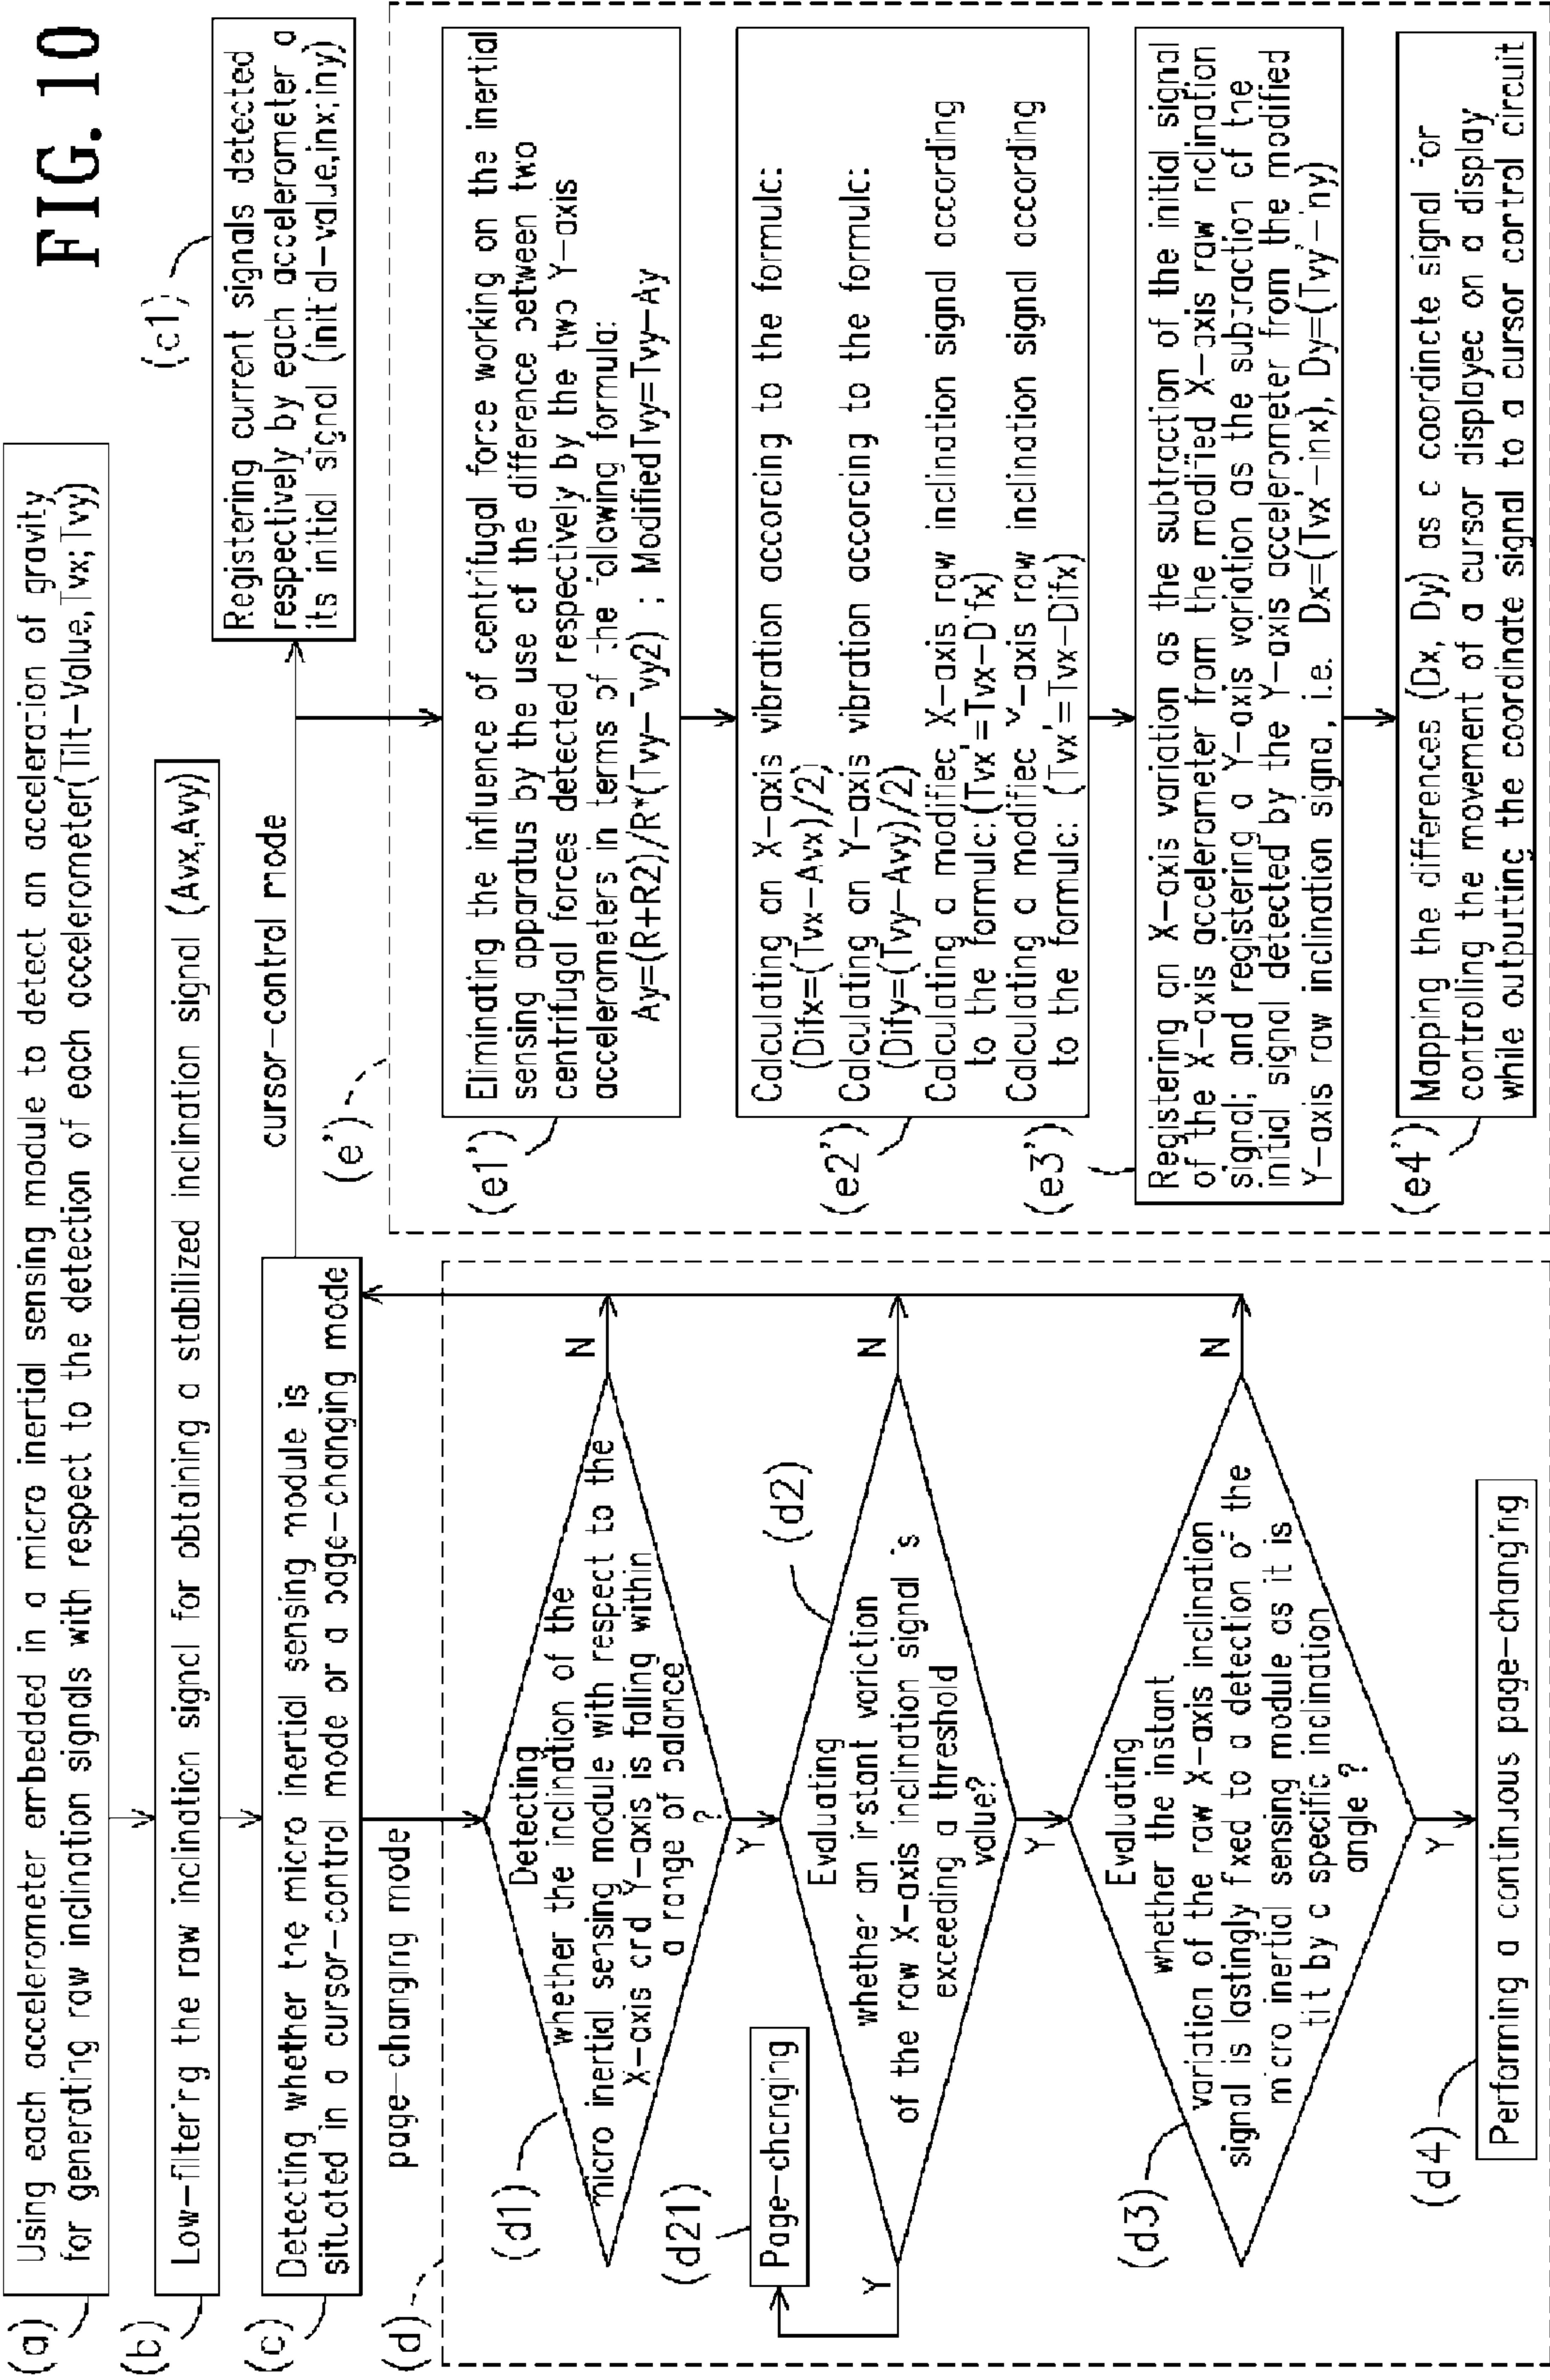 FIG. 10
(a)
Using each accelerometer embedded in a micro inertial sensing module to detect an acceleration of gravity
for generating raw inclination signals with respect to the detection of each accelerometer(Tilt-Value,Tvx;Tvy)
(b)
Low-filtering the raw inclination signal for obtaining a stabilized inclination signal (Avx,Avy)
(c)
Detecting whether the micro inertial sensing module is
situated in a cursor-control mode or a page-changing mode
cursor-control mode
(c1)
Registering current signals detected
respectively by each accelerometer a
its initial signal (initial-value,inx;iny)
page-changing mode
(d)
(d1)
Detecting
whether the inclination of the
micro inertial sensing module with respect to the
X-axis and Y-axis is falling within
a range of balance
?
N
Y
(d21)
Page-changing
(d2)
Evaluating
whether an instant variation
of the raw X-axis inclination signal is
exceeding a threshold
value?
Y
N
Y
(d3)
Evaluating
whether the instant
variation of the raw X-axis inclination
signal is lastingly fixed to a detection of the
micro inertial sensing module as it is
tilt by c specific inclination
angle ?
N
Y
(d4)
Performing a continuous page-changing
(e')
(e1')
Eliminating the influence of centrifugal force working on the inertial
sensing apparatus by the use of the difference between two
centrifugal forces detected respectively by the two Y-axis
accelerometers in terms of the following formula:
Ay=(R+R2)/R*(Tvy-Tvy2) ; ModifiedTvy=Tvy-Ay
(e2')
Calculating an X-axis vibration accorcing to the formulc:
(Difx=(Tvx-Avx)/2)
Calculating an Y-axis vibration accorcing to the formulc:
(Dify=(Tvy-Avy)/2)
Calculating a modifiec X-axis raw inclination signal according
to the formulc:(Tvx'=Tvx-Difx)
Calculating a modifiec Y-axis raw inclination signal according
to the formulc: (Tvx'=Tvx-Difx)
(e3')
Registering an X-axis variation as the subtraction of the initial signal
of the X-axis accelerometer from the modified X-axis raw inclination
signal; and registering a Y-axis variation as the subtraction of the
initial signal detected by the Y-axis accelerometer from the modified
Y-axis raw inclination signa, i.e. Dx=(Tvx'-inx), Dy=(Tvy'-iny)
(e4')
Mapping the differences (Dx, Dy) as c coordincte signal for
controlling the movement of a cursor displayec on a display
while outputting the coordinate signal to a cursor control circuit